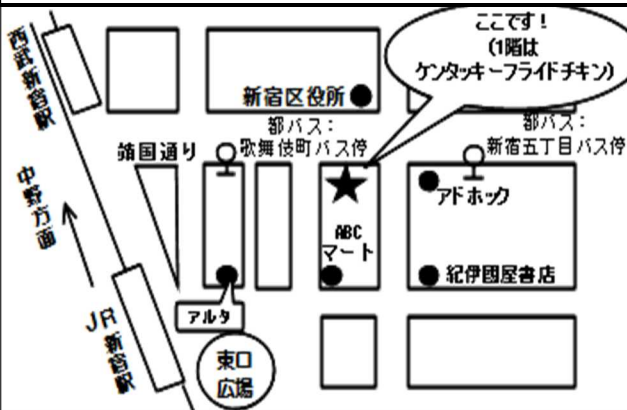 西武新宿駅
ここです！
(1階は
ケンタッキーフライドチキン)
新宿区役所
都バス：
歌舞伎町バス停
都バス：
新宿五丁目バス停
靖国通り
中野方面
アドホック
ABC
マート
紀伊國屋書店
アルタ
JR新宿駅
東口
広場